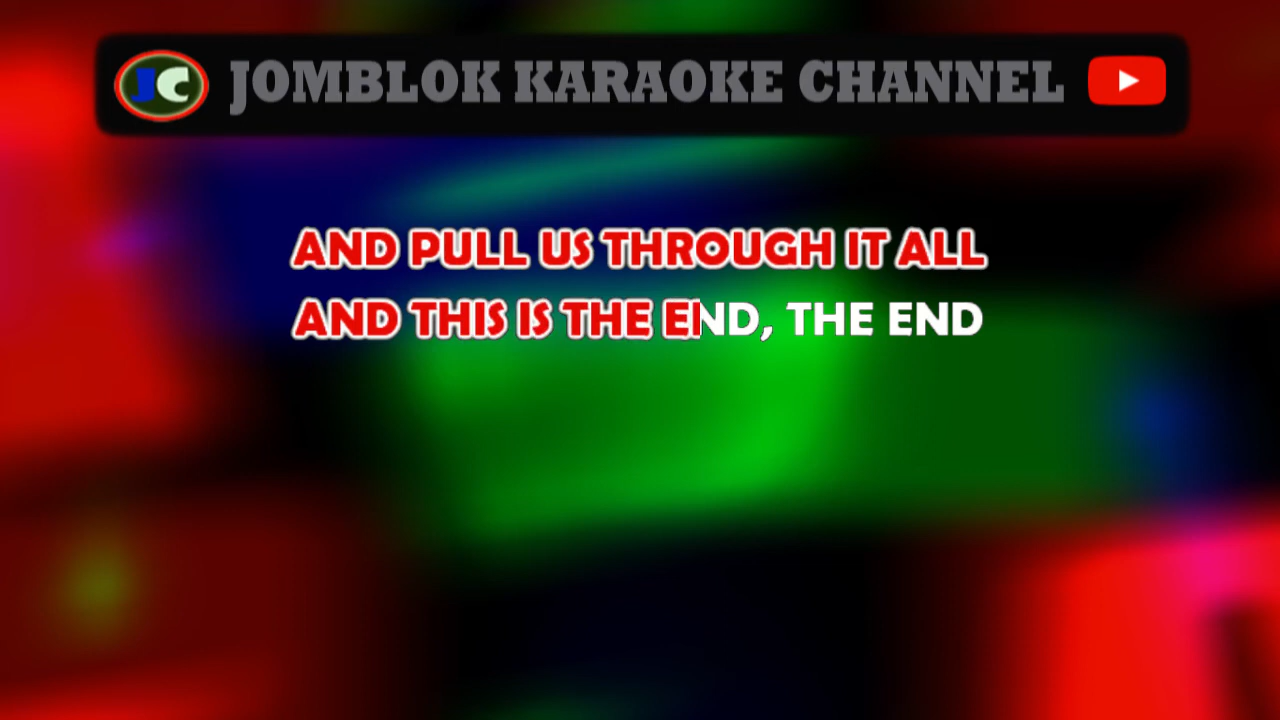 JC JOMBLOK KARAOKE CHANNEL
AND PULL US THROUGH IT ALL
AND THIS IS THE END, THE END